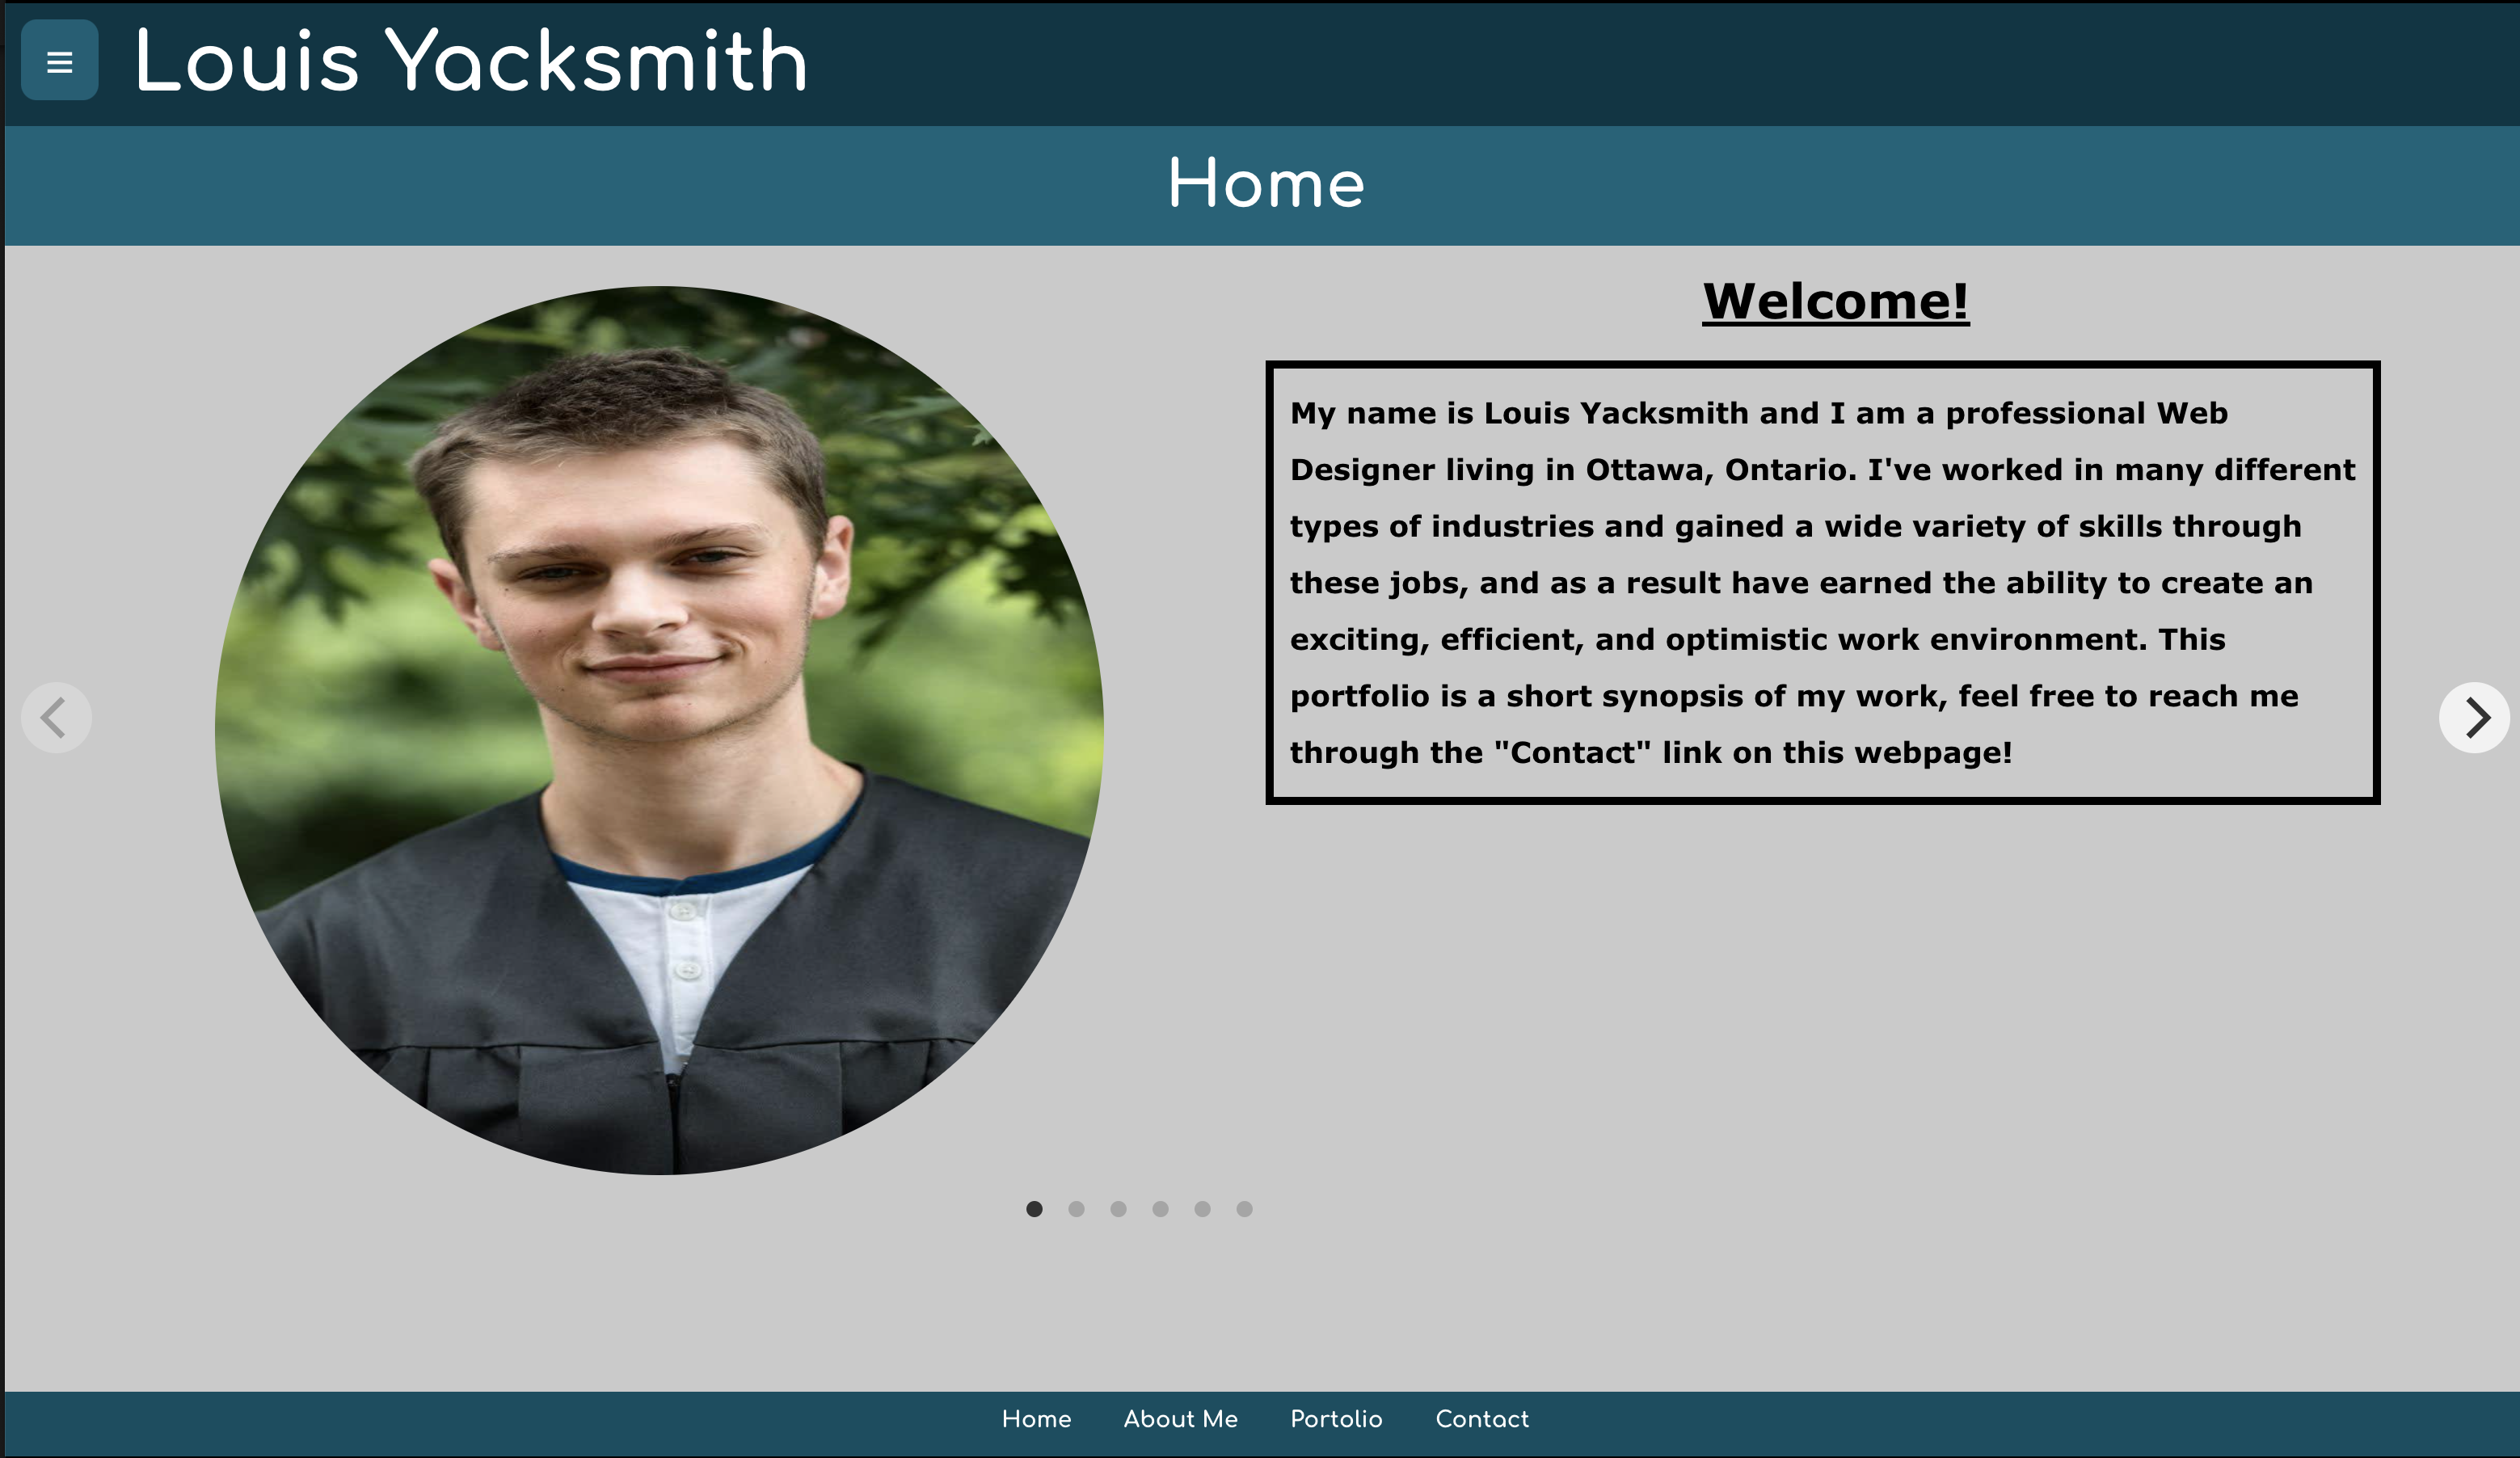 Louis Yacksmith
Home
Welcome!
My name is Louis Yacksmith and I am a professional Web
Designer living in Ottawa, Ontario. I've worked in many different
types of industries and gained a wide variety of skills through
these jobs, and as a result have earned the ability to create an
exciting, efficient, and optimistic work environment. This
portfolio is a short synopsis of my work, feel free to reach me
through the "Contact" link on this webpage!
Home About Me Portolio Contact